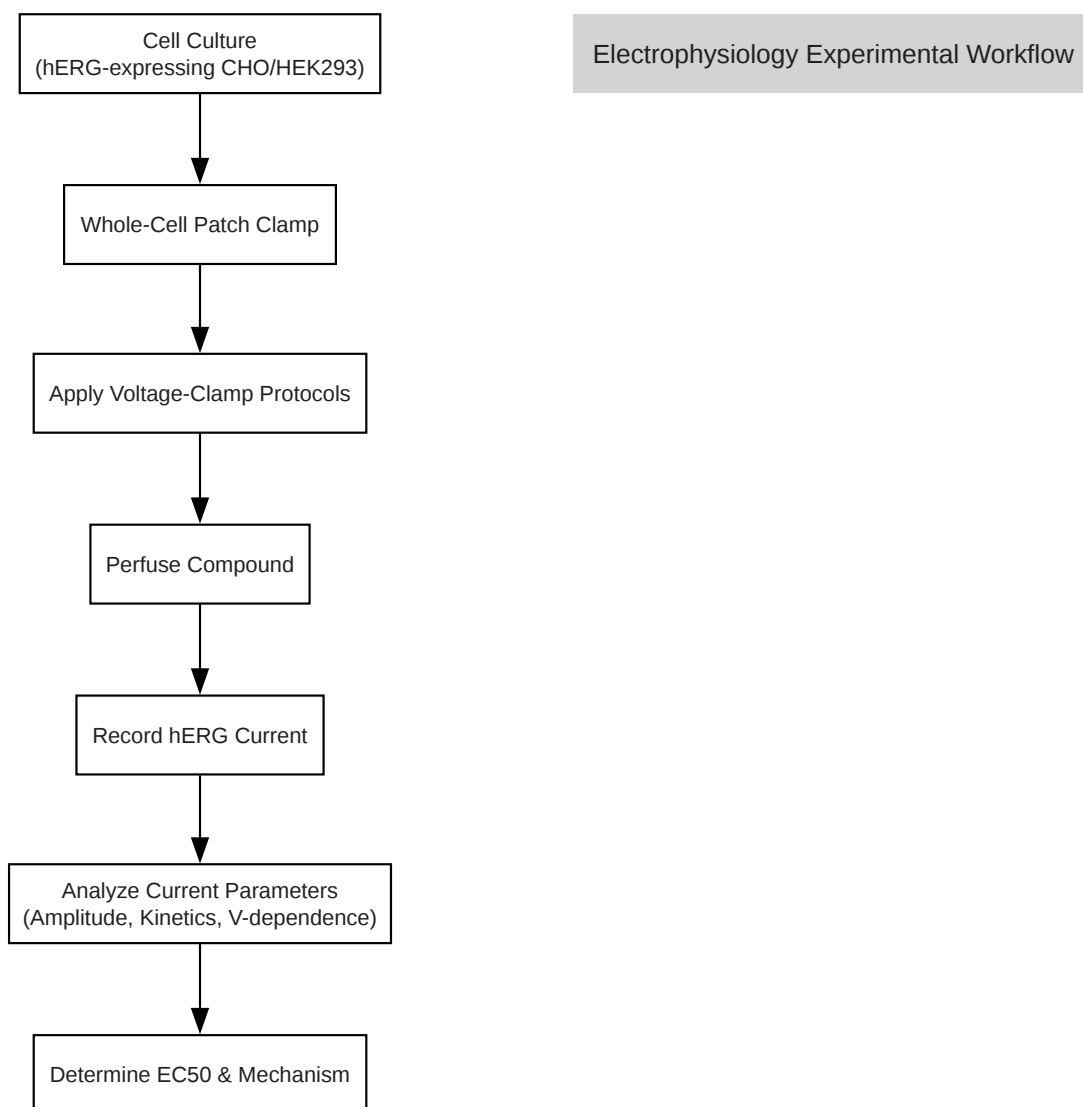 Cell Culture
(hERG-expressing CHO/HEK293)
Electrophysiology Experimental Workflow
Whole-Cell Patch Clamp
Apply Voltage-Clamp Protocols
Perfuse Compound
Record hERG Current
Analyze Current Parameters
(Amplitude, Kinetics, V-dependence)
Determine EC50 & Mechanism